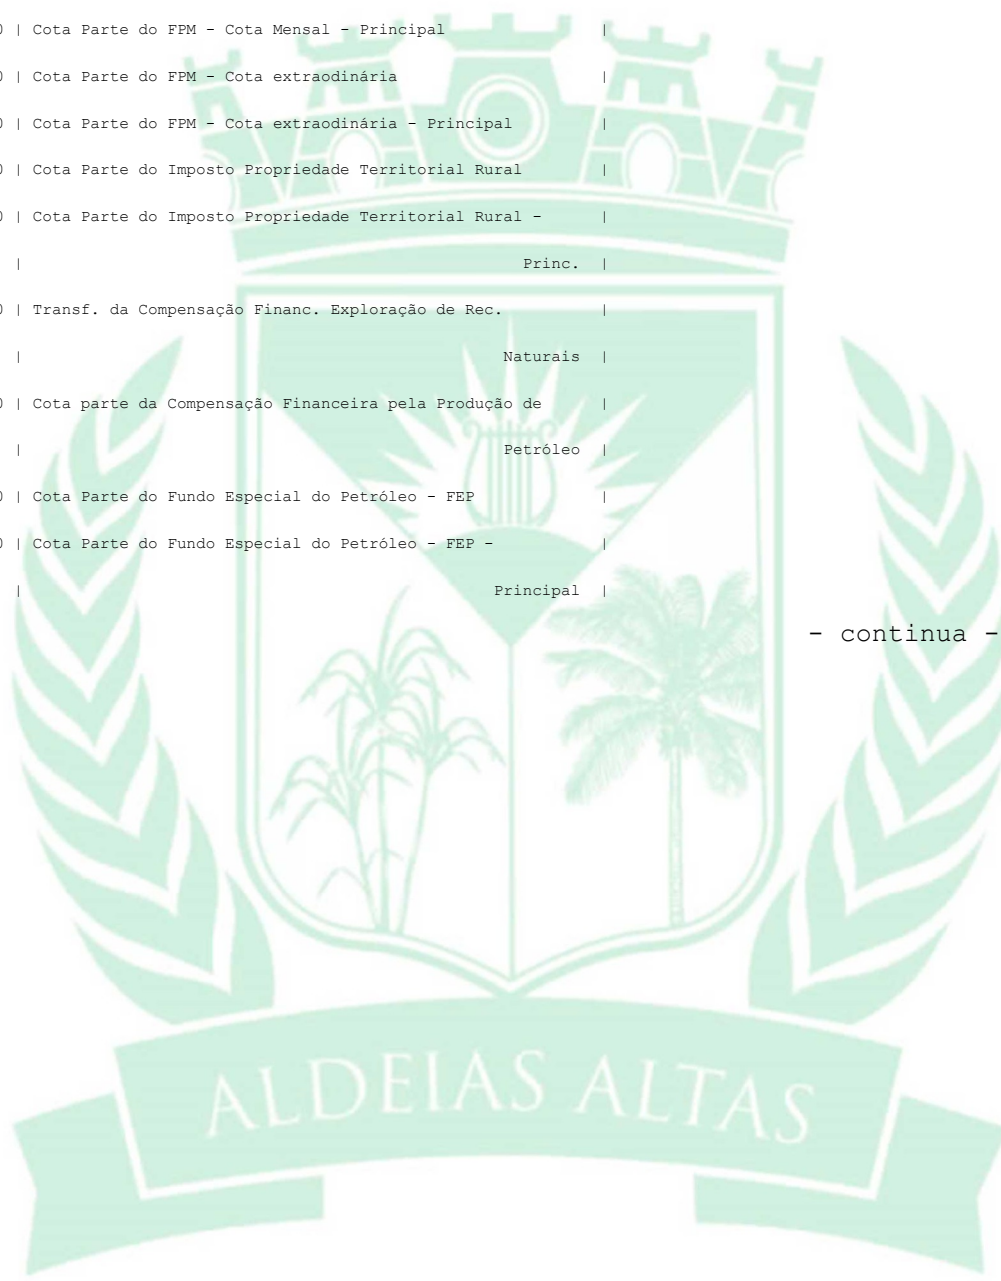 0 | Cota Parte do FPM - Cota Mensal - Principal |
0 | Cota Parte do FPM - Cota extraodinária |
0 | Cota Parte do FPM - Cota extraodinária - Principal |
0 | Cota Parte do Imposto Propriedade Territorial Rural |
0 | Cota Parte do Imposto Propriedade Territorial Rural - |
| Princ. |
0 | Transf. da Compensação Financ. Exploração de Rec. |
| Naturais |
0 | Cota parte da Compensação Financeira pela Produção de |
| Petróleo |
0 | Cota Parte do Fundo Especial do Petróleo - FEP |
0 | Cota Parte do Fundo Especial do Petróleo - FEP - |
| Principal |
- continua -
ALDEIAS ALTAS